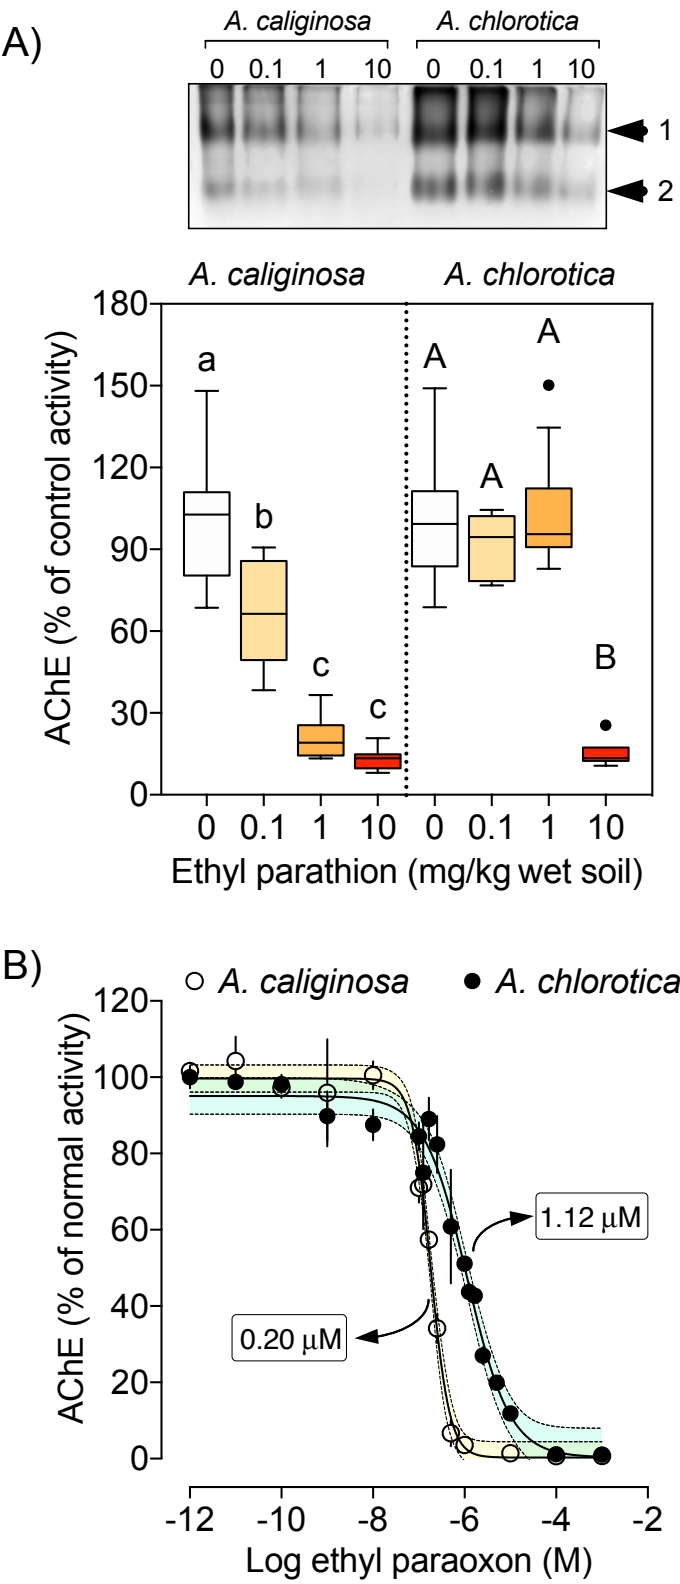 A)
A. caliginosa A. chlorotica
0 0.1 1 10 0 0.1 1 10
1
2
A. caliginosa A. chlorotica
AChE (% of control activity)
180
150
120
90
60
30
0
a
b
c
c
A
A
A
B
0 0.1 1 10 0 0.1 1 10
Ethyl parathion (mg/kg wet soil)
B)
A. caliginosa A. chlorotica
AChE (% of normal activity)
120
100
80
60
40
20
0
1.12 µM
0.20 µM
-12 -10 -8 -6 -4 -2
Log ethyl paraoxon (M)